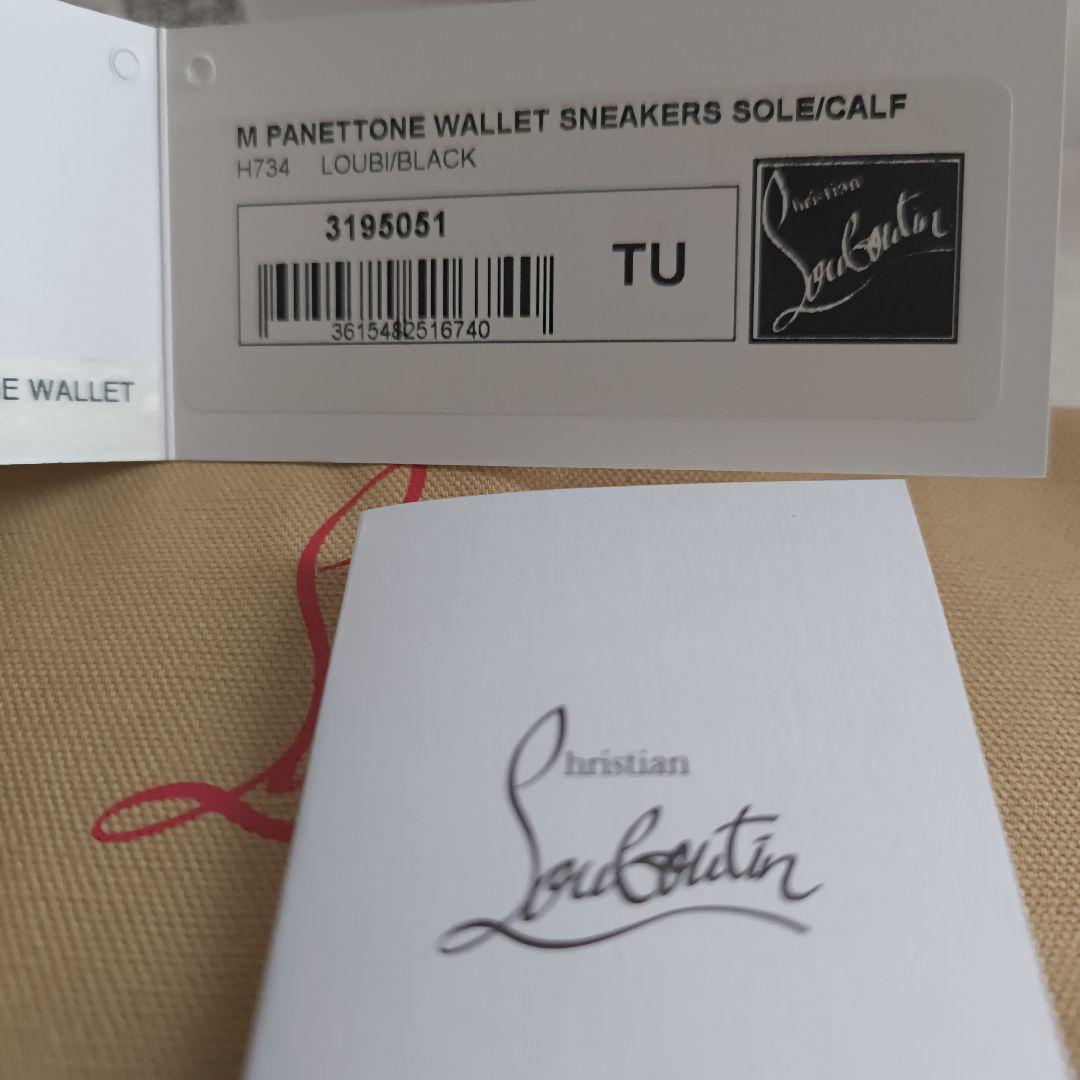 M PANETTONE WALLET SNEAKERS SOLE/CALF
H734 LOUBI/BLACK
3195051
TU
3615482516740
Christian
Louboutin
E WALLET
Christian
Louboutin